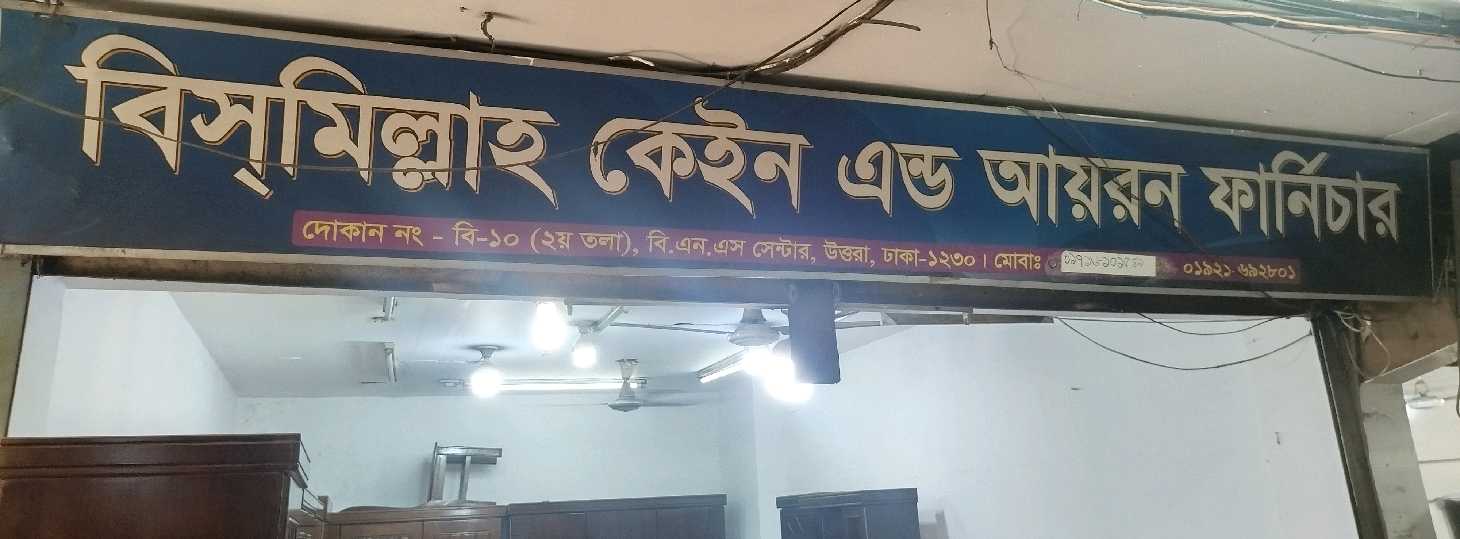 বিস্‌মিল্লাহ কেইন এন্ড আয়রন ফার্নিচার
দোকান নং - বি-১০ (২য় তলা), বি.এন.এস সেন্টার, উত্তরা, ঢাকা-১২৩০। মোবাঃ ০১৯২১-৬৯২৮০১